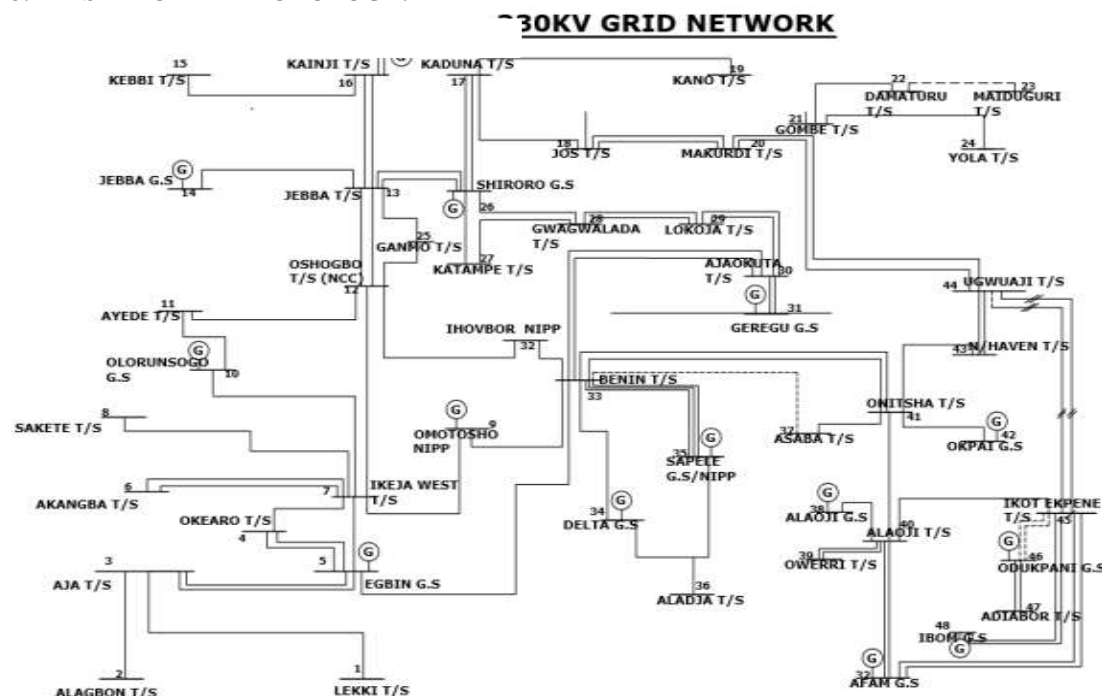 30KV GRID NETWORK
15
KEBBI T/S
KAINJI T/S
16
G
KADUNA T/S
17
19
KANO T/S
22
DAMATURU
T/S
23
MAIDUGURI
T/S
21
GOMBE T/S
24
YOLA T/S
18
JOS T/S
20
MAKURDI T/S
G
JEBBA G.S
14
JEBBA T/S
13
SHIRORO G.S
G
26
25
GANMO T/S
27
KATAMPE T/S
28
GWAGWALADA
T/S
29
LOKOJA T/S
AJAOKUTA
T/S
30
G
31
GEREGU G.S
44
UGWUAJI T/S
OSHOGBO
T/S (NCC)
12
11
AYEDE T/S
G
OLORUNSOGO
G.S
10
IHOVBOR NIPP
32
N/HAVEN T/S
43
BENIN T/S
33
ONITSHA T/S
41
8
SAKETE T/S
G
9
OMOTOSHO
NIPP
37
ASABA T/S
G
42
OKPAI G.S
35
G
SAPELE
G.S/NIPP
6
AKANGBA T/S
7
IKEJA WEST
T/S
OKEARO T/S
4
34
G
DELTA G.S
G
38
ALAOJI G.S
40
ALAOJI T/S
IKOT EKPENE
T/S
45
3
AJA T/S
5
G
EGBIN G.S
39
OWERRI T/S
G
46
ODUKPANI G.S
36
ALADJA T/S
47
ADIABOR T/S
48
IBOM G.S
G
2
ALAGBON T/S
1
LEKKI T/S
G
32
AFAM G.S